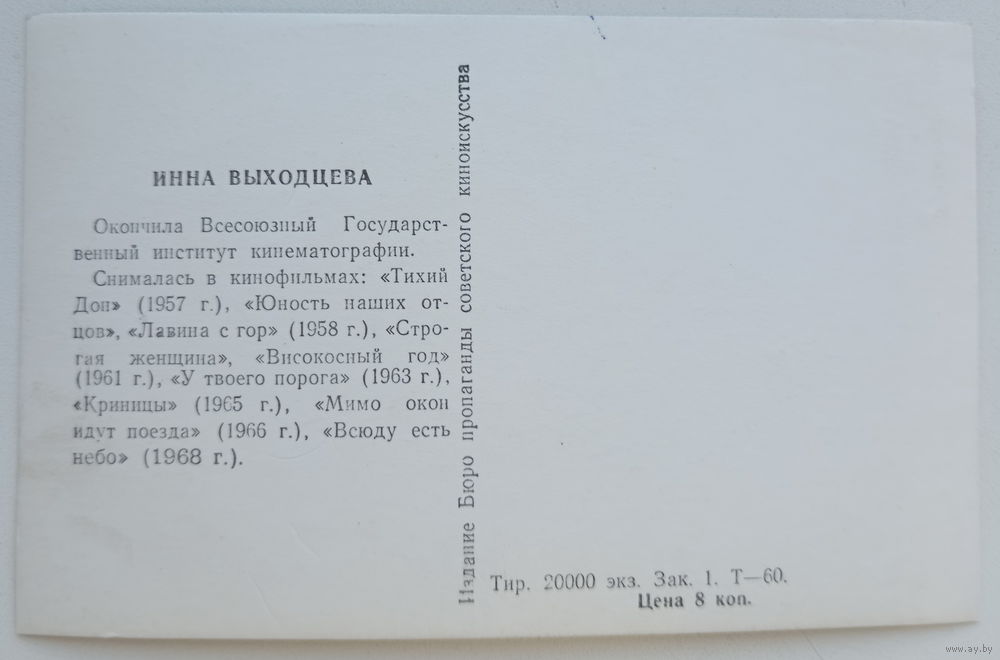 ИННА ВЫХОДЦЕВА
Окончила Всесоюзный Государст-
венный институт кинематографии.
Снималась в кинофильмах: «Тихий
Дон» (1957 г.), «Юность наших от-
цов», «Лавина с гор» (1958 г.), «Стро-
гая женщина», «Високосный год»
(1961 г.), «У твоего порога» (1963 г.),
«Криницы» (1965 г.), «Мимо окон
идут поезда» (1966 г.), «Всюду есть
небо» (1968 г.).
Издание Бюро пропаганды советского киноискусства
Тир. 20000 экз. Зак. 1. Т—60.
Цена 8 коп.
www.ay.by